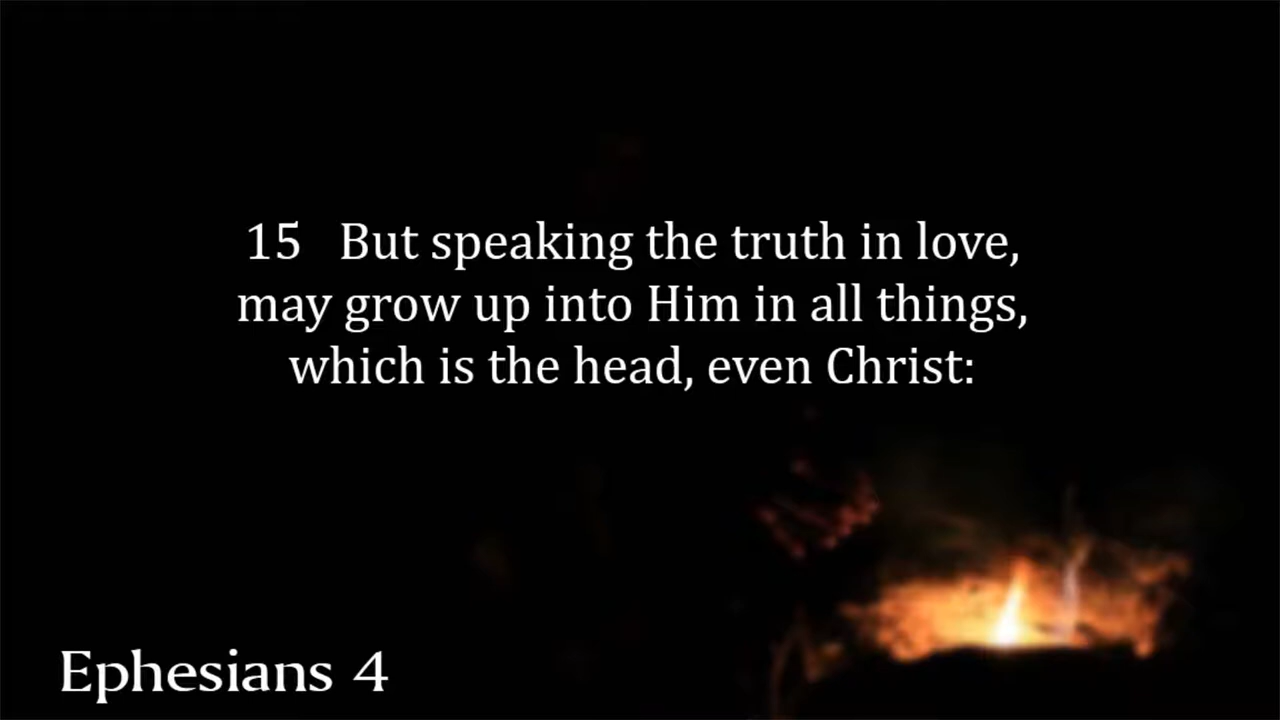 15 But speaking the truth in love,
may grow up into Him in all things,
which is the head, even Christ:
Ephesians 4